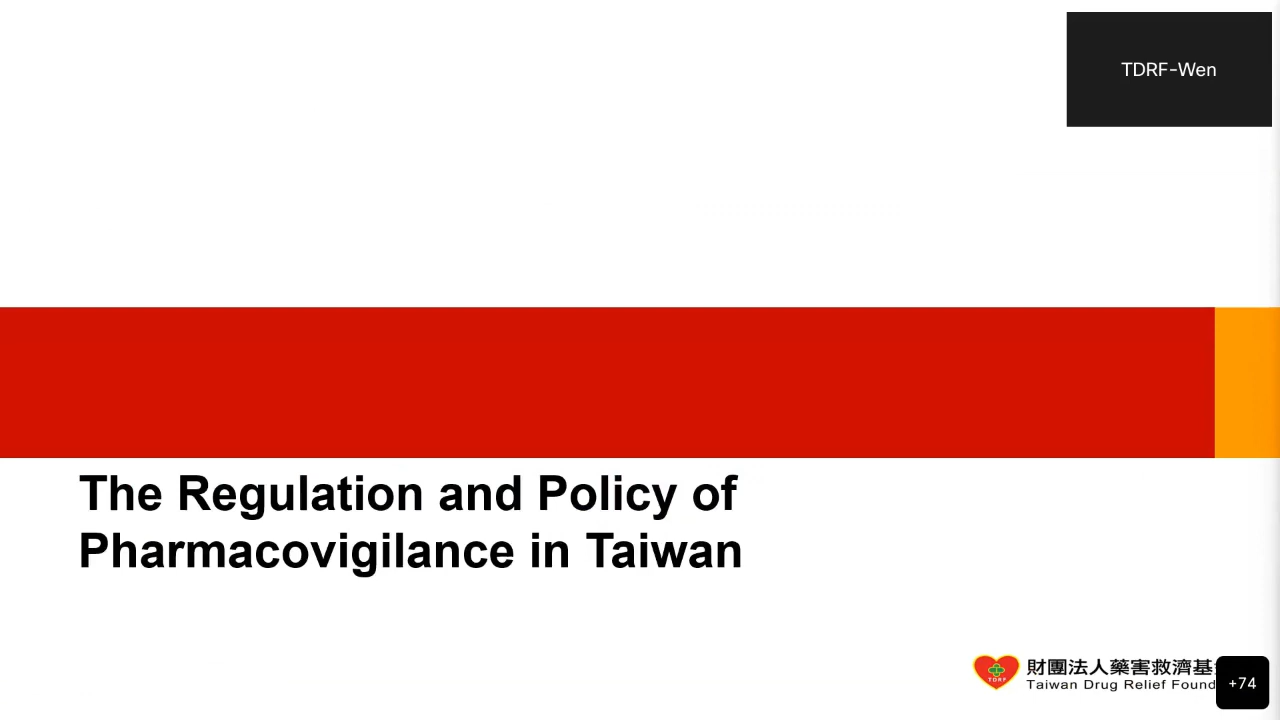 TDRF-Wen
The Regulation and Policy of
Pharmacovigilance in Taiwan
TDRF
財團法人藥害救濟基
Taiwan Drug Relief Found
+74